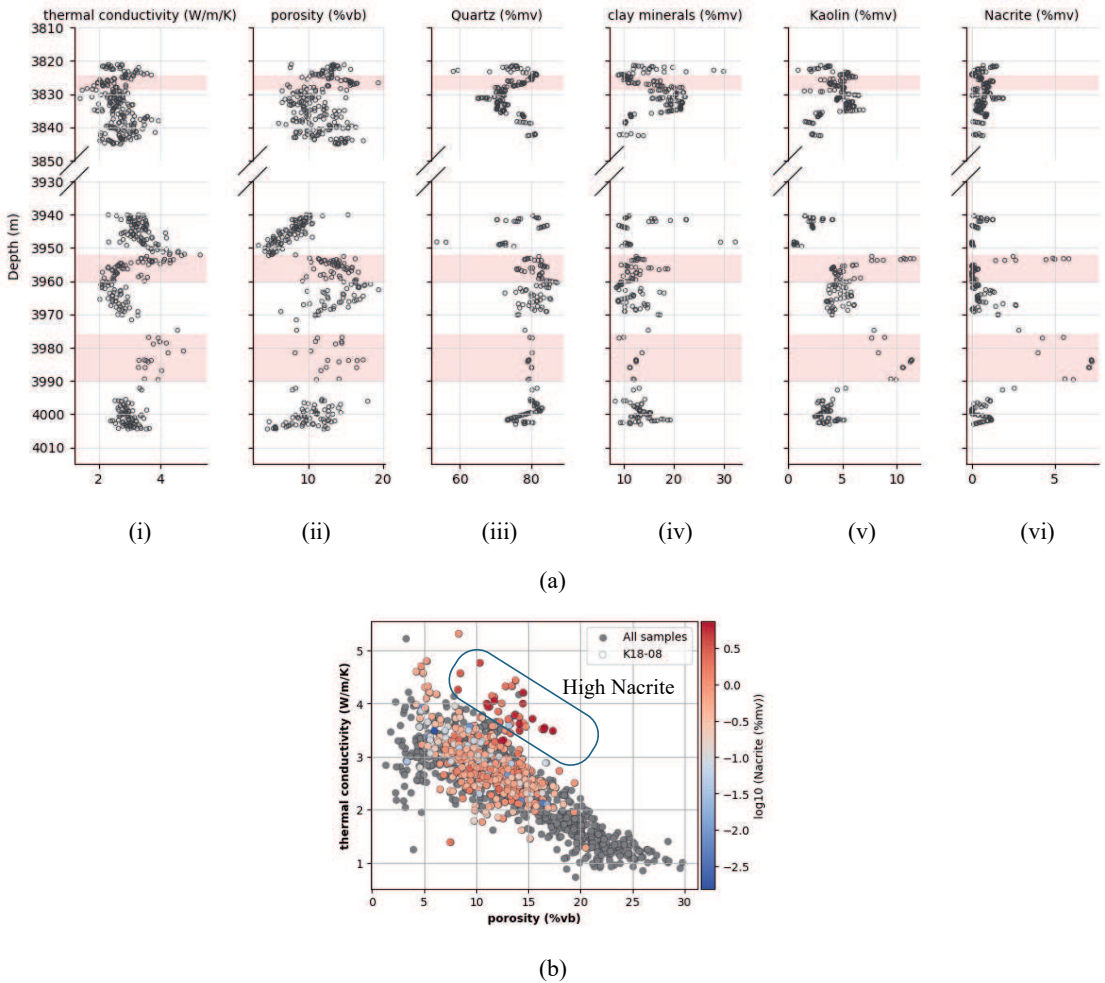 thermal conductivity (W/m/K) porosity (%vb) Quartz (%mv) clay minerals (%mv) Kaolin (%mv) Nacrite (%mv)
3810
3820
3830
3840
3850
3930
3940
3950
3960
3970
3980
3990
4000
4010
Depth (m)
2 4 10 20 60 80 10 20 30 0 5 10 0 5
(i) (ii) (iii) (iv) (v) (vi)
(a)
All samples
K18-08
High Nacrite
5
4
3
2
1
thermal conductivity (W/m/K)
0 5 10 15 20 25 30
porosity (%vb)
0.5
0.0
−0.5
−1.0
−1.5
−2.0
−2.5
log10 (Nacrite (%mv))
(b)